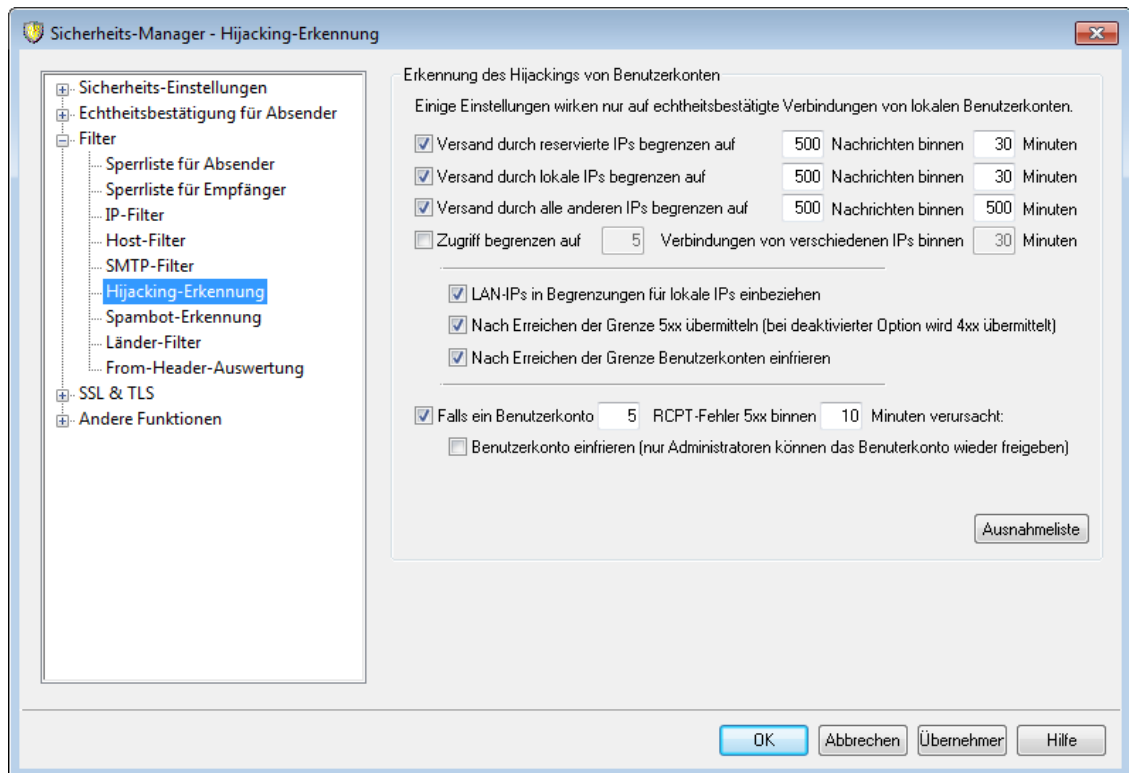 Sicherheits-Manager - Hijacking-Erkennung
Sicherheits-Einstellungen
Echtheitsbestätigung für Absender
Filter
Sperrliste für Absender
Sperrliste für Empfänger
IP-Filter
Host-Filter
SMTP-Filter
Hijacking-Erkennung
Spambot-Erkennung
Länder-Filter
From-Header-Auswertung
SSL & TLS
Andere Funktionen
Erkennung des Hijackings von Benutzerkonten
Einige Einstellungen wirken nur auf echtheitsbestätigte Verbindungen von lokalen Benutzerkonten.
Versand durch reservierte IPs begrenzen auf 500 Nachrichten binnen 30 Minuten
Versand durch lokale IPs begrenzen auf 500 Nachrichten binnen 30 Minuten
Versand durch alle anderen IPs begrenzen auf 500 Nachrichten binnen 500 Minuten
Zugriff begrenzen auf 5 Verbindungen von verschiedenen IPs binnen 30 Minuten
LAN-IPs in Begrenzungen für lokale IPs einbeziehen
Nach Erreichen der Grenze 5xx übermitteln (bei deaktivierter Option wird 4xx übermittelt)
Nach Erreichen der Grenze Benutzerkonten einfrieren
Falls ein Benutzerkonto 5 RCPT-Fehler 5xx binnen 10 Minuten verursacht:
Benutzerkonto einfrieren (nur Administratoren können das Benuterkonto wieder freigeben)
Ausnahmeliste
OK Abbrechen Übernehmer Hilfe